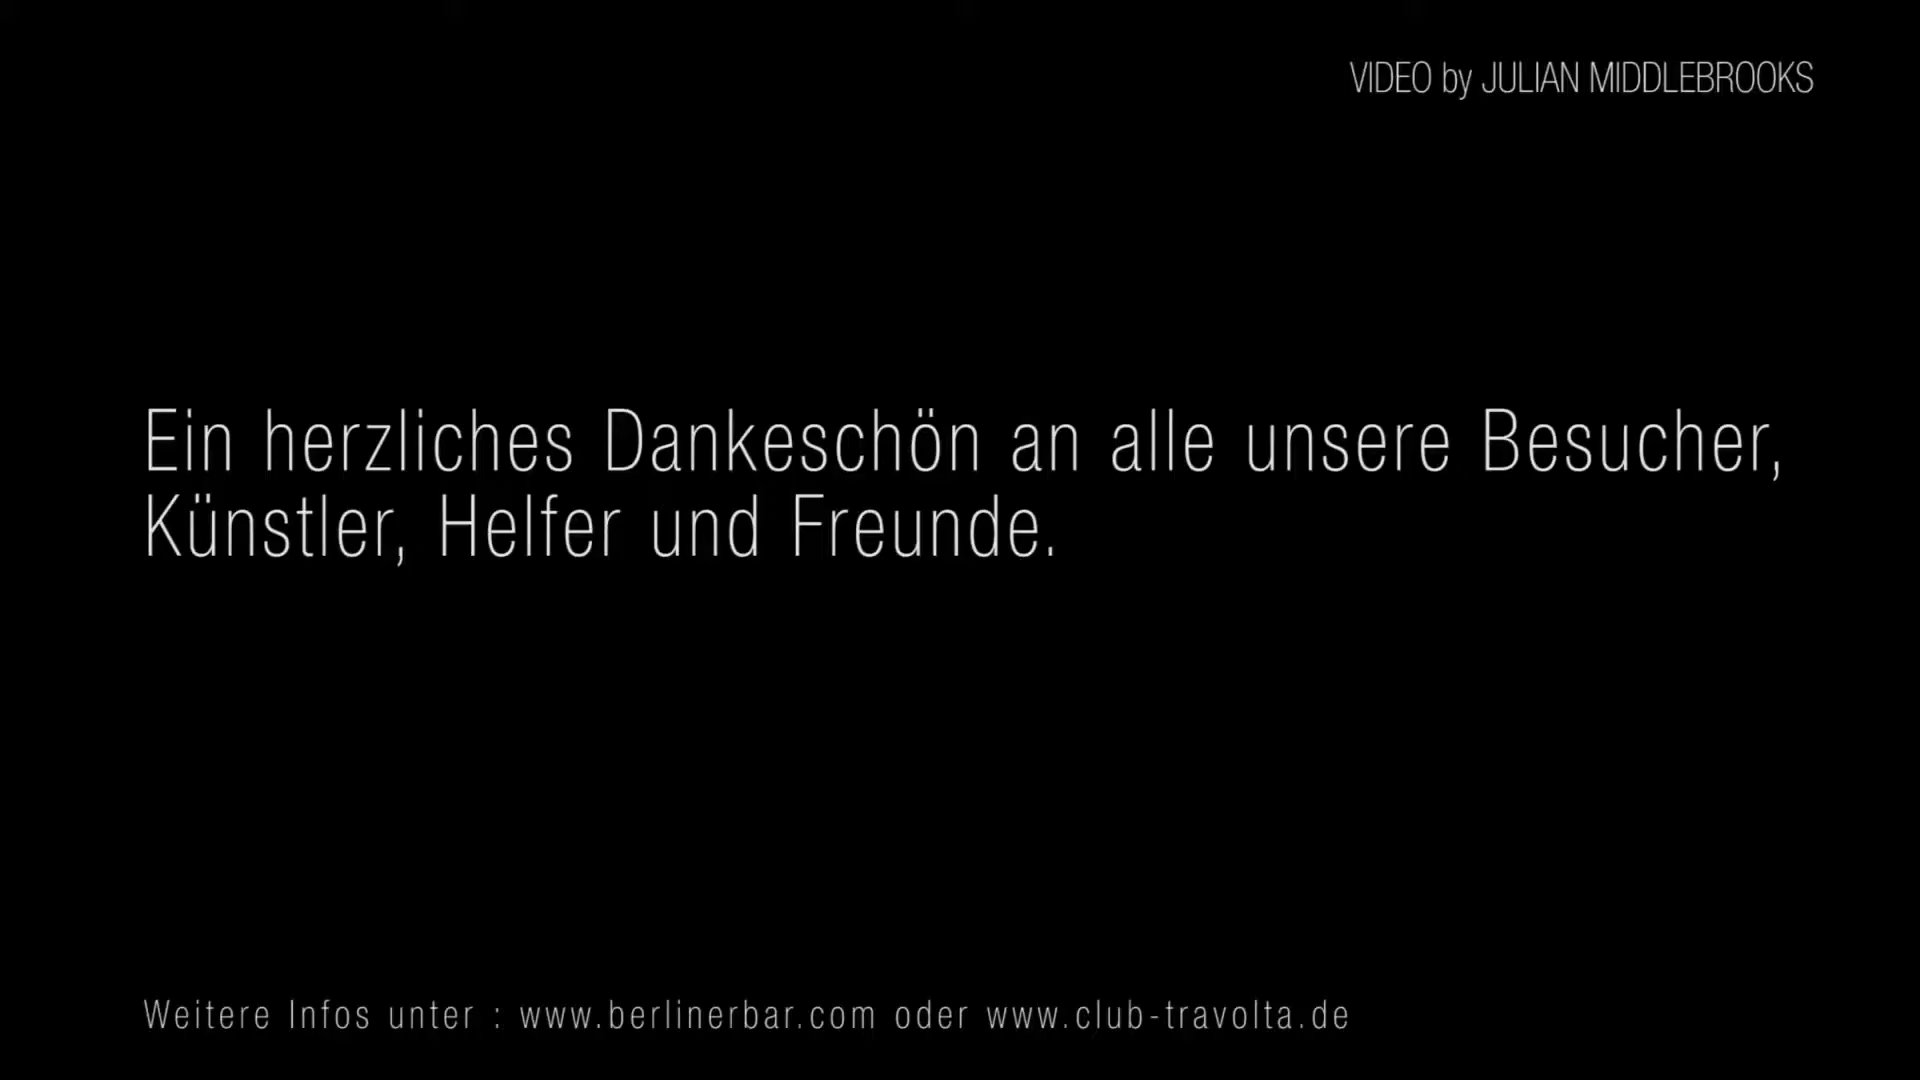 VIDEO by JULIAN MIDDLEBROOKS
Ein herzliches Dankeschön an alle unsere Besucher,
Künstler, Helfer und Freunde.
Weitere Infos unter : www.berlinerbar.com oder www.club-travolta.de